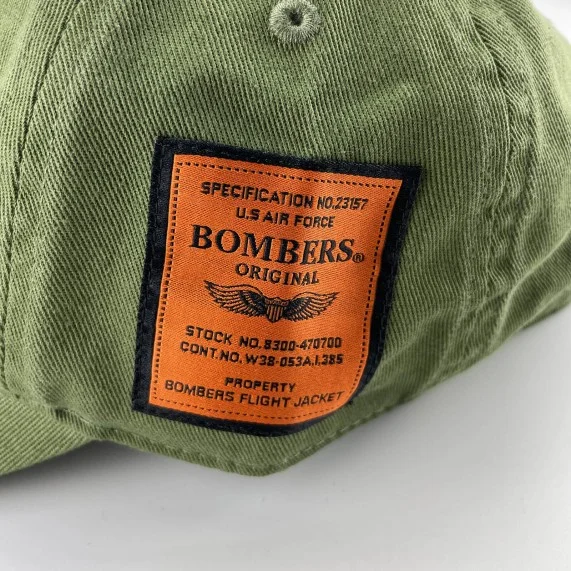 SPECIFICATION NO.23157
U.S AIR FORCE
BOMBERS®
ORIGINAL
STOCK NO. 8300-470700
CONT.NO. W38-053A.1.385
PROPERTY
BOMBERS FLIGHT JACKET